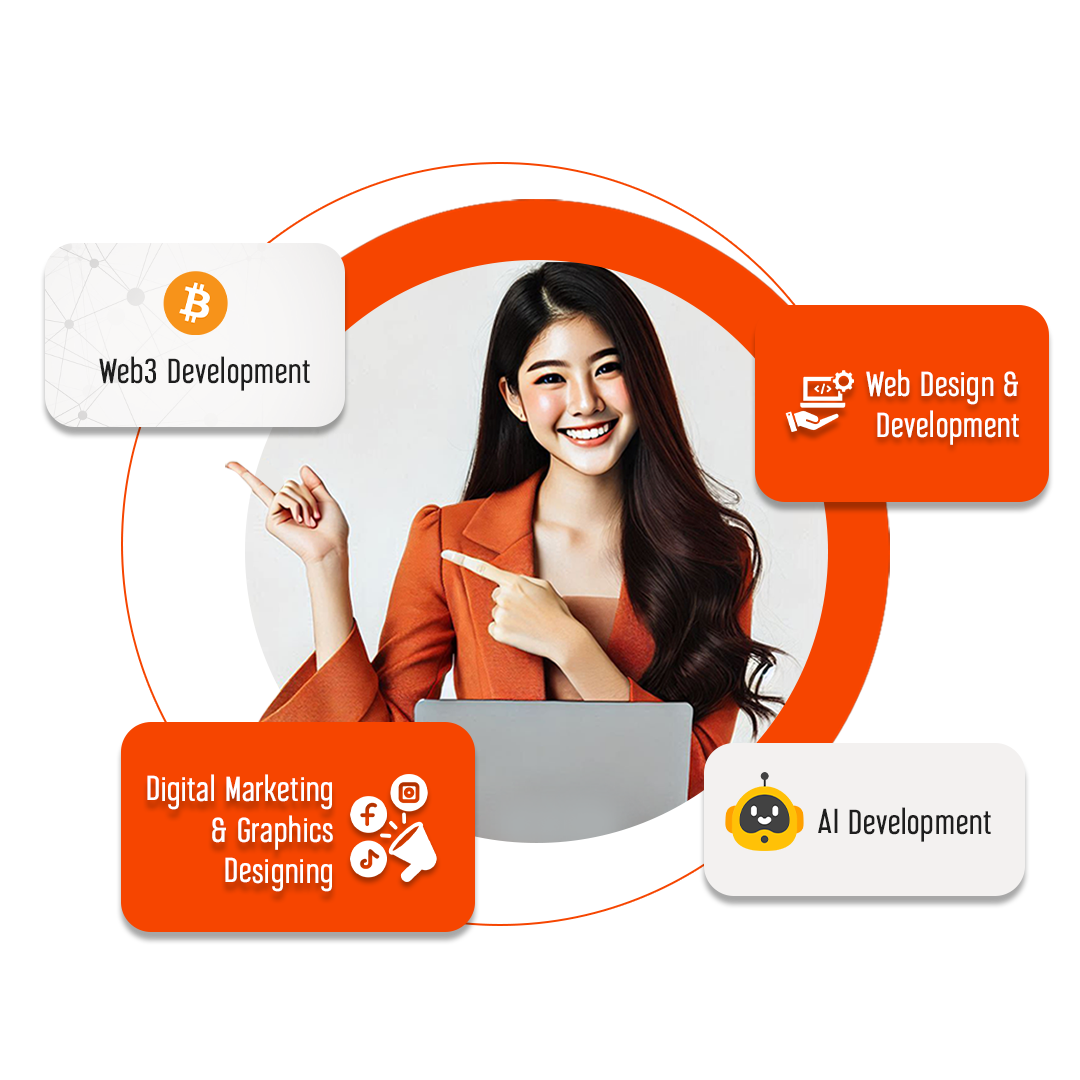 Web3 Development
Web Design &
Development
Digital Marketing
& Graphics
Designing
AI Development